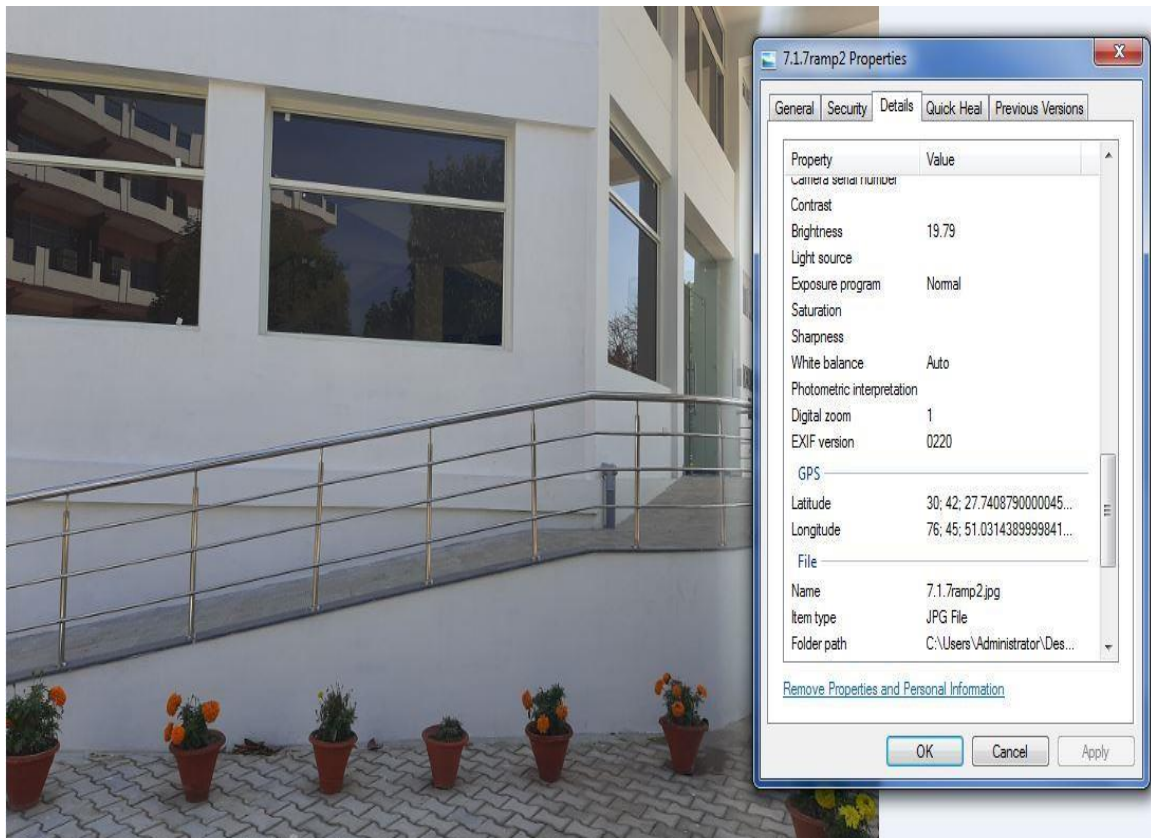 7.1.7ramp2 Properties
General Security Details Quick Heal Previous Versions
Property Value
Camera serial number
Contrast
Brightness 19.79
Light source
Exposure program Normal
Saturation
Sharpness
White balance Auto
Photometric interpretation
Digital zoom 1
EXIF version 0220
GPS
Latitude 30; 42; 27.7408790000045...
Longitude 76; 45; 51.0314389999841...
File
Name 7.1.7ramp2.jpg
Item type JPG File
Folder path C:\Users\Administrator\Des...
Remove Properties and Personal Information
OK Cancel Apply